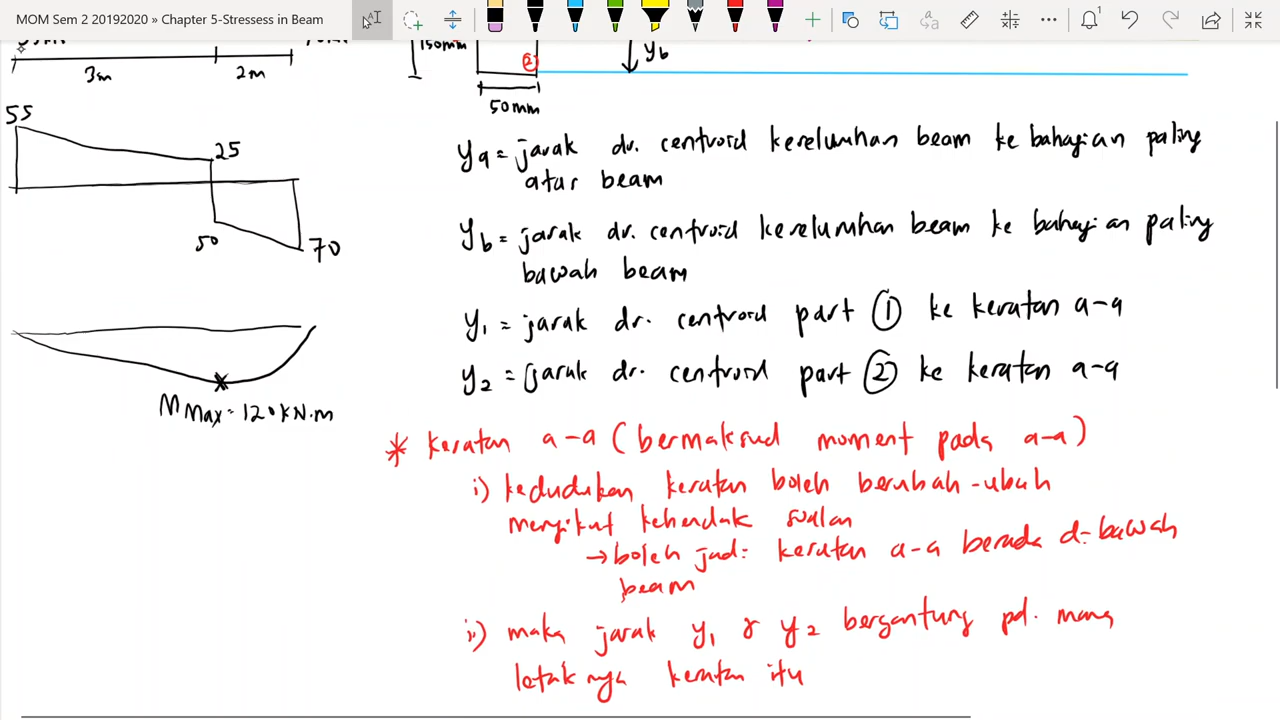 MOM Sem 2 20192020 » Chapter 5-Stressess in Beam
3m
2m
150mm
2
yb
50mm
55
25
50
70
M Max = 120 kN.m
ya = jarak dr. centroid keseluruhan beam ke bahagian paling
atas beam
yb = jarak dr. centroid keseluruhan beam ke bahagian paling
bawah beam
y1 = jarak dr. centroid part 1 ke keratan a-a
y2 = jarak dr. centroid part 2 ke keratan a-a
* keratan a-a (bermaksud moment pada a-a)
i) kedudukan keratan boleh berubah-ubah
mengikut kehendak soalan
→ boleh jadi keratan a-a berada di bawah
beam
ii) maka jarak y1 & y2 bergantung pd. mana
letaknya keratan itu